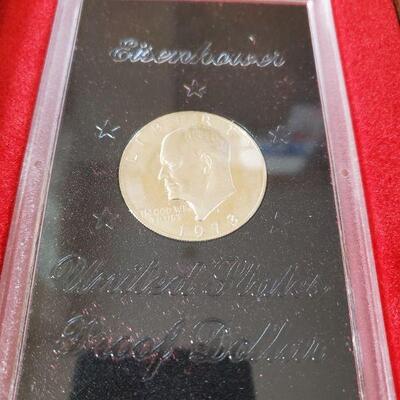 Eisenhower
LIBERTY
IN GOD WE
TRUST
1973
United States
Proof Dollar